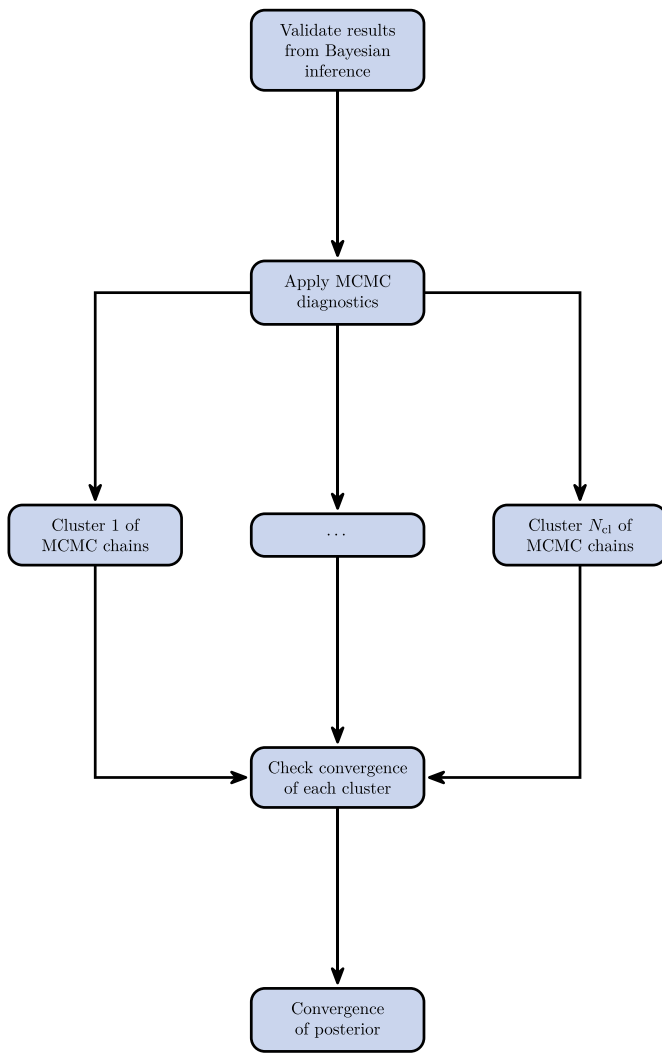 Validate results
from Bayesian
inference
Apply MCMC
diagnostics
Cluster 1 of
MCMC chains
...
Cluster N_cl of
MCMC chains
Check convergence
of each cluster
Convergence
of posterior